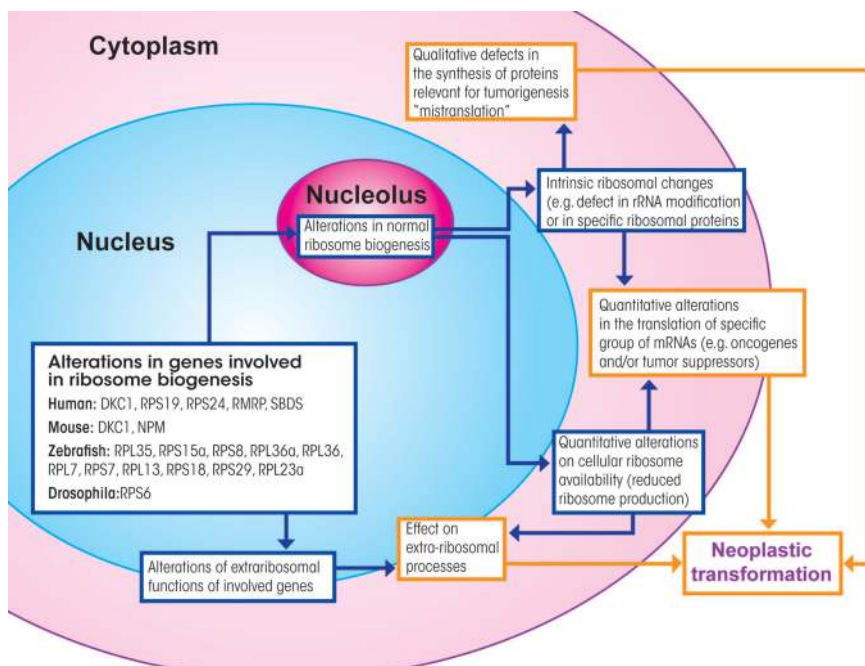 Cytoplasm
Qualitative defects in
the synthesis of proteins
relevant for tumorigenesis
"mistranslation"
Nucleolus
Alterations in normal
ribosome biogenesis
Intrinsic ribosomal changes
(e.g. defect in rRNA modification
or in specific ribosomal proteins
Nucleus
Quantitative alterations
in the translation of specific
group of mRNAs (e.g. oncogenes
and/or tumor suppressors)
Alterations in genes involved
in ribosome biogenesis
Human: DKC1, RPS19, RPS24, RMRP, SBDS
Mouse: DKC1, NPM
Zebrafish: RPL35, RPS15a, RPS8, RPL36a, RPL36,
RPL7, RPS7, RPL13, RPS18, RPS29, RPL23a
Drosophila:RPS6
Quantitative alterations
on cellular ribosome
availability (reduced
ribosome production)
Effect on
extra-ribosomal
processes
Alterations of extraribosomal
functions of involved genes
Neoplastic
transformation